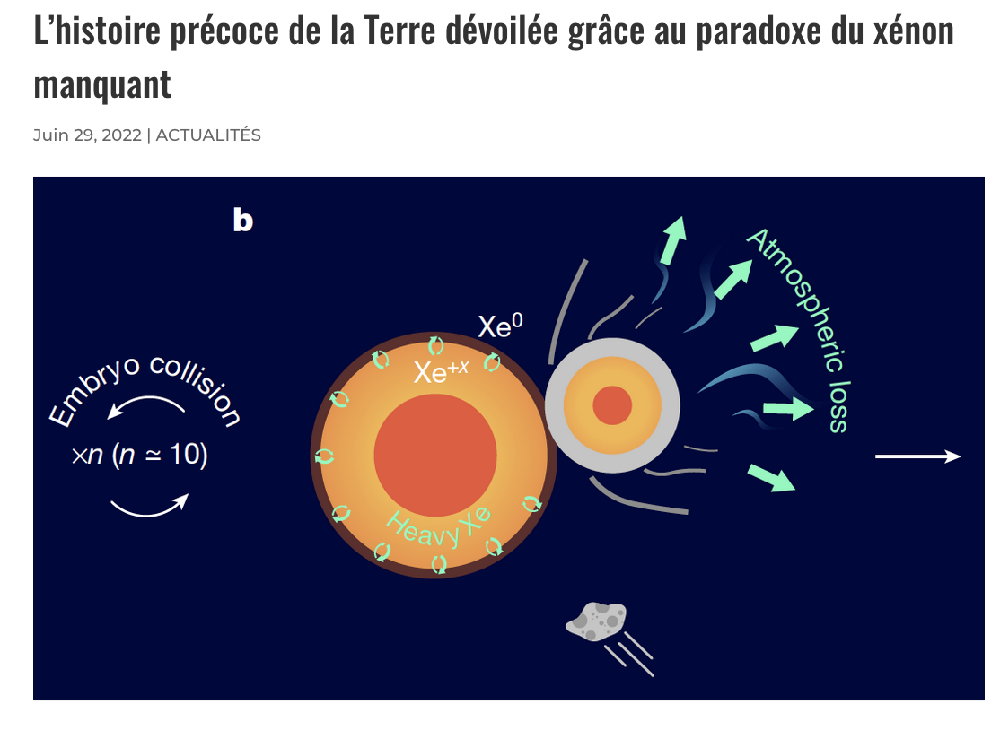 L’histoire précoce de la Terre dévoilée grâce au paradoxe du xénon
manquant
Juin 29, 2022 | ACTUALITÉS
b
Embryo collision
×n (n ≃ 10)
Xe⁰
Xe⁺ˣ
Heavy Xe
Atmospheric loss